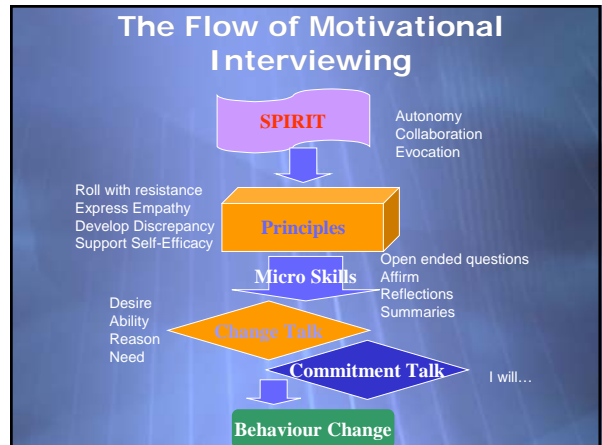 The Flow of Motivational
Interviewing
SPIRIT
Autonomy
Collaboration
Evocation
Roll with resistance
Express Empathy
Develop Discrepancy
Support Self-Efficacy
Principles
Micro Skills
Open ended questions
Affirm
Reflections
Summaries
Desire
Ability
Reason
Need
Change Talk
Commitment Talk
I will…
Behaviour Change